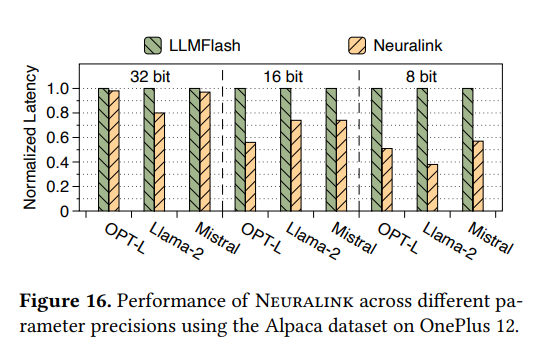 LLMFlash Neuralink
32 bit 16 bit 8 bit
Normalized Latency
1.0
0.8
0.6
0.4
0.2
0
OPT-L Llama-2 Mistral OPT-L Llama-2 Mistral OPT-L Llama-2 Mistral
Figure 16. Performance of NEURALINK across different pa-
rameter precisions using the Alpaca dataset on OnePlus 12.